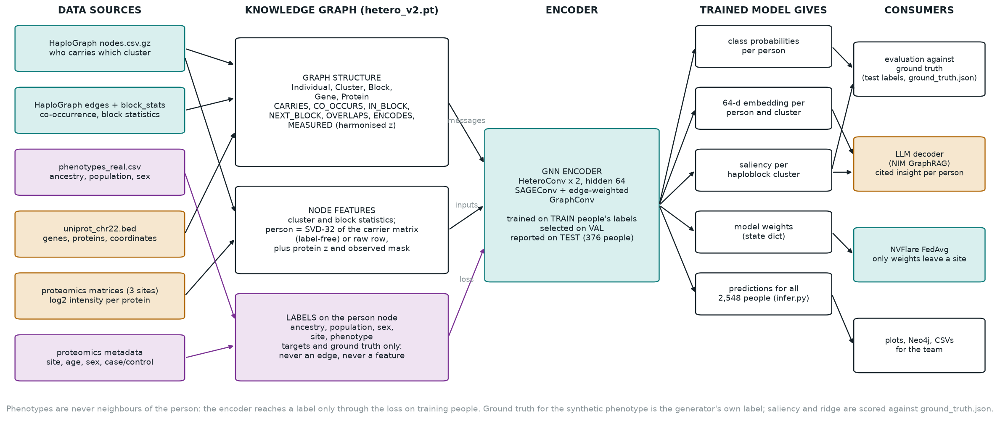 DATA SOURCES
HaploGraph nodes.csv.gz
who carries which cluster
HaploGraph edges + block_stats
co-occurrence, block statistics
phenotypes_real.csv
ancestry, population, sex
uniprot_chr22.bed
genes, proteins, coordinates
proteomics matrices (3 sites)
log2 intensity per protein
proteomics metadata
site, age, sex, case/control
KNOWLEDGE GRAPH (hetero_v2.pt)
GRAPH STRUCTURE
Individual, Cluster, Block,
Gene, Protein
CARRIES, CO_OCCURS, IN_BLOCK,
NEXT_BLOCK, OVERLAPS, ENCODES,
MEASURED (harmonised z)
NODE FEATURES
cluster and block statistics;
person = SVD-32 of the carrier matrix
(label-free) or raw row,
plus protein z and observed mask
LABELS on the person node
ancestry, population, sex,
site, phenotype
targets and ground truth only:
never an edge, never a feature
messages
inputs
loss
ENCODER
GNN ENCODER
HeteroConv x 2, hidden 64
SAGEConv + edge-weighted
GraphConv
trained on TRAIN people's labels
selected on VAL
reported on TEST (376 people)
TRAINED MODEL GIVES
class probabilities
per person
64-d embedding per
person and cluster
saliency per
haploblock cluster
model weights
(state dict)
predictions for all
2,548 people (infer.py)
CONSUMERS
evaluation against
ground truth
(test labels, ground_truth.json)
LLM decoder
(NIM GraphRAG)
cited insight per person
NVFlare FedAvg
only weights leave a site
plots, Neo4j, CSVs
for the team
Phenotypes are never neighbours of the person: the encoder reaches a label only through the loss on training people. Ground truth for the synthetic phenotype is the generator's own label; saliency and ridge are scored against ground_truth.json.